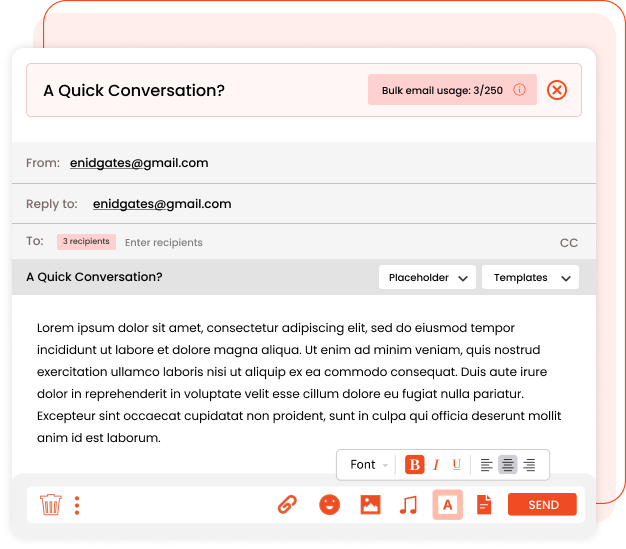 A Quick Conversation?
Bulk email usage: 3/250
From: enidgates@gmail.com
Reply to: enidgates@gmail.com
To: 3 recipients Enter recipients CC
A Quick Conversation? Placeholder Templates
Lorem ipsum dolor sit amet, consectetur adipiscing elit, sed do eiusmod tempor
incididunt ut labore et dolore magna aliqua. Ut enim ad minim veniam, quis nostrud
exercitation ullamco laboris nisi ut aliquip ex ea commodo consequat. Duis aute irure
dolor in reprehenderit in voluptate velit esse cillum dolore eu fugiat nulla pariatur.
Excepteur sint occaecat cupidatat non proident, sunt in culpa qui officia deserunt mollit
anim id est laborum.
Font B I U
A SEND